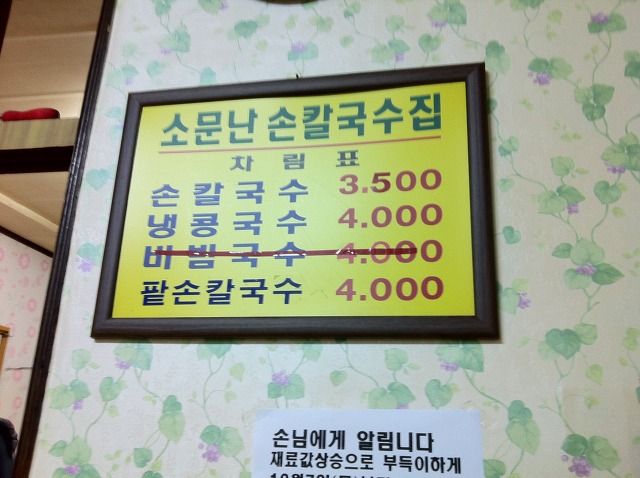 소문난 손칼국수집
차림표
손칼국수 3.500
냉콩국수 4.000
비빔국수 4.000
팥손칼국수 4.000
손님에게 알림니다
재료값상승으로 부득이하게